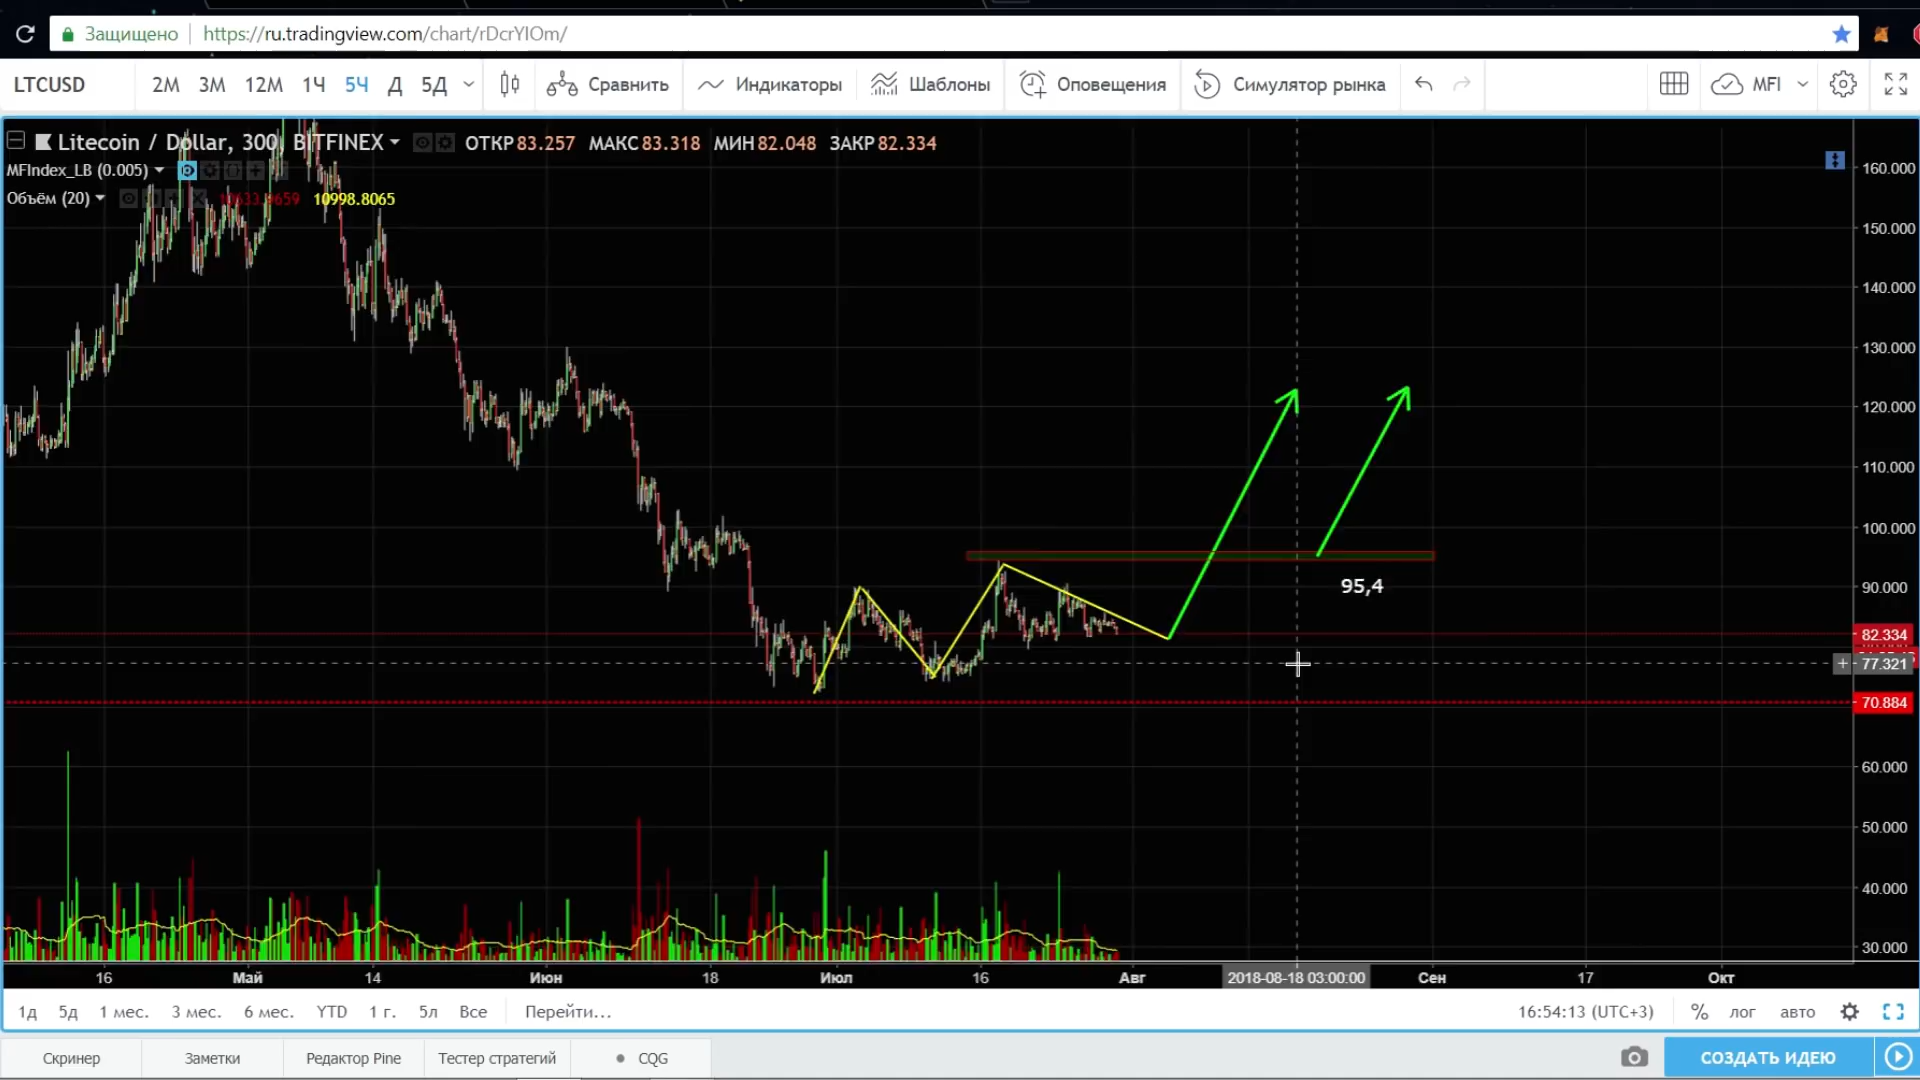 Защищено https://ru.tradingview.com/chart/rDcrYIOm/
LTCUSD 2М 3М 12М 1Ч 5Ч Д 5Д Сравнить Индикаторы Шаблоны Оповещения Симулятор рынка MFI
Litecoin / Dollar, 300, BITFINEX ОТКР 83.257 МАКС 83.318 МИН 82.048 ЗАКР 82.334
MFIndex_LB (0.005)
Объём (20) 10998.8065
160.000
150.000
140.000
130.000
120.000
110.000
100.000
90.000
95,4
82.334
+ 77.321
70.884
60.000
50.000
40.000
30.000
16 Май 14 Июн 18 Июл 16 Авг 2018-08-18 03:00:00 Сен 17 Окт
1д 5д 1 мес. 3 мес. 6 мес. YTD 1 г. 5л Все Перейти... 16:54:13 (UTC+3) % лог авто
Скринер Заметки Редактор Pine Тестер стратегий CQG СОЗДАТЬ ИДЕЮ